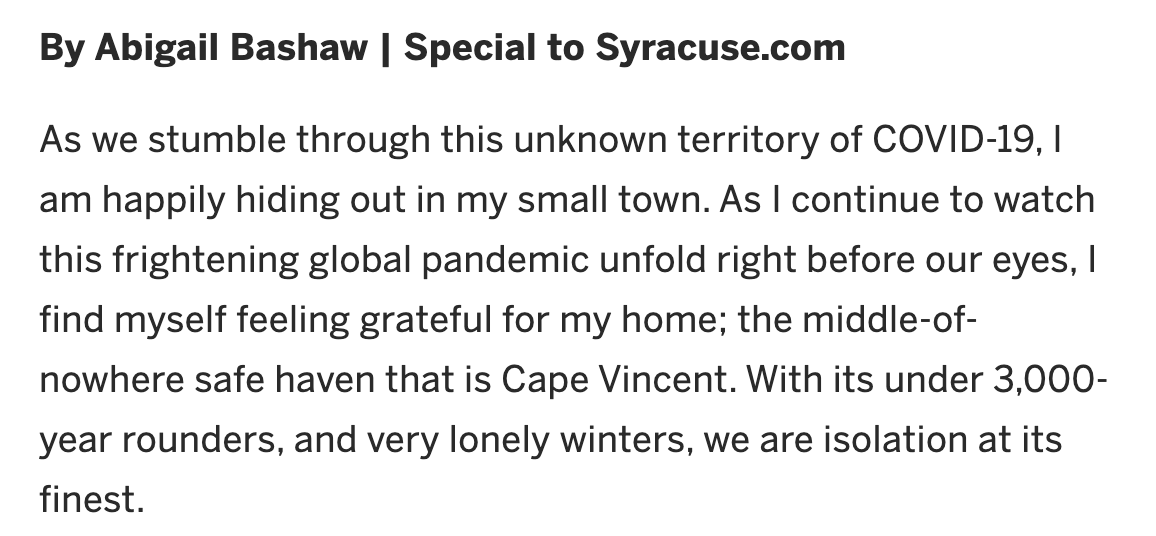 By Abigail Bashaw | Special to Syracuse.com
As we stumble through this unknown territory of COVID-19, I
am happily hiding out in my small town. As I continue to watch
this frightening global pandemic unfold right before our eyes, I
find myself feeling grateful for my home; the middle-of-
nowhere safe haven that is Cape Vincent. With its under 3,000-
year rounders, and very lonely winters, we are isolation at its
finest.